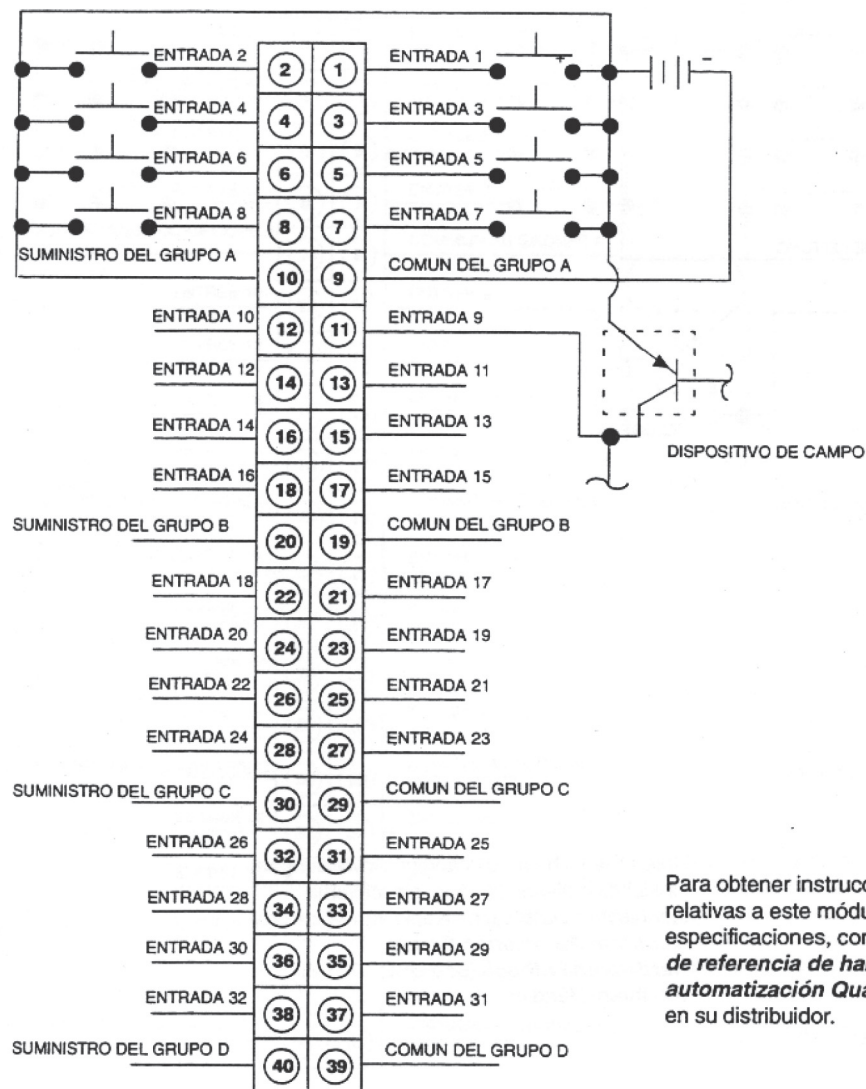 ENTRADA 2 2 1 ENTRADA 1 + -
ENTRADA 4 4 3 ENTRADA 3
ENTRADA 6 6 5 ENTRADA 5
ENTRADA 8 8 7 ENTRADA 7
SUMINISTRO DEL GRUPO A 10 9 COMUN DEL GRUPO A
ENTRADA 10 12 11 ENTRADA 9
ENTRADA 12 14 13 ENTRADA 11
ENTRADA 14 16 15 ENTRADA 13
DISPOSITIVO DE CAMPO
ENTRADA 16 18 17 ENTRADA 15
SUMINISTRO DEL GRUPO B 20 19 COMUN DEL GRUPO B
ENTRADA 18 22 21 ENTRADA 17
ENTRADA 20 24 23 ENTRADA 19
ENTRADA 22 26 25 ENTRADA 21
ENTRADA 24 28 27 ENTRADA 23
SUMINISTRO DEL GRUPO C 30 29 COMUN DEL GRUPO C
ENTRADA 26 32 31 ENTRADA 25
ENTRADA 28 34 33 ENTRADA 27
ENTRADA 30 36 35 ENTRADA 29
ENTRADA 32 38 37 ENTRADA 31
SUMINISTRO DEL GRUPO D 40 39 COMUN DEL GRUPO D
Para obtener
relativas a este
especificaciones,
de referencia de
automatización
en su distribuidor.